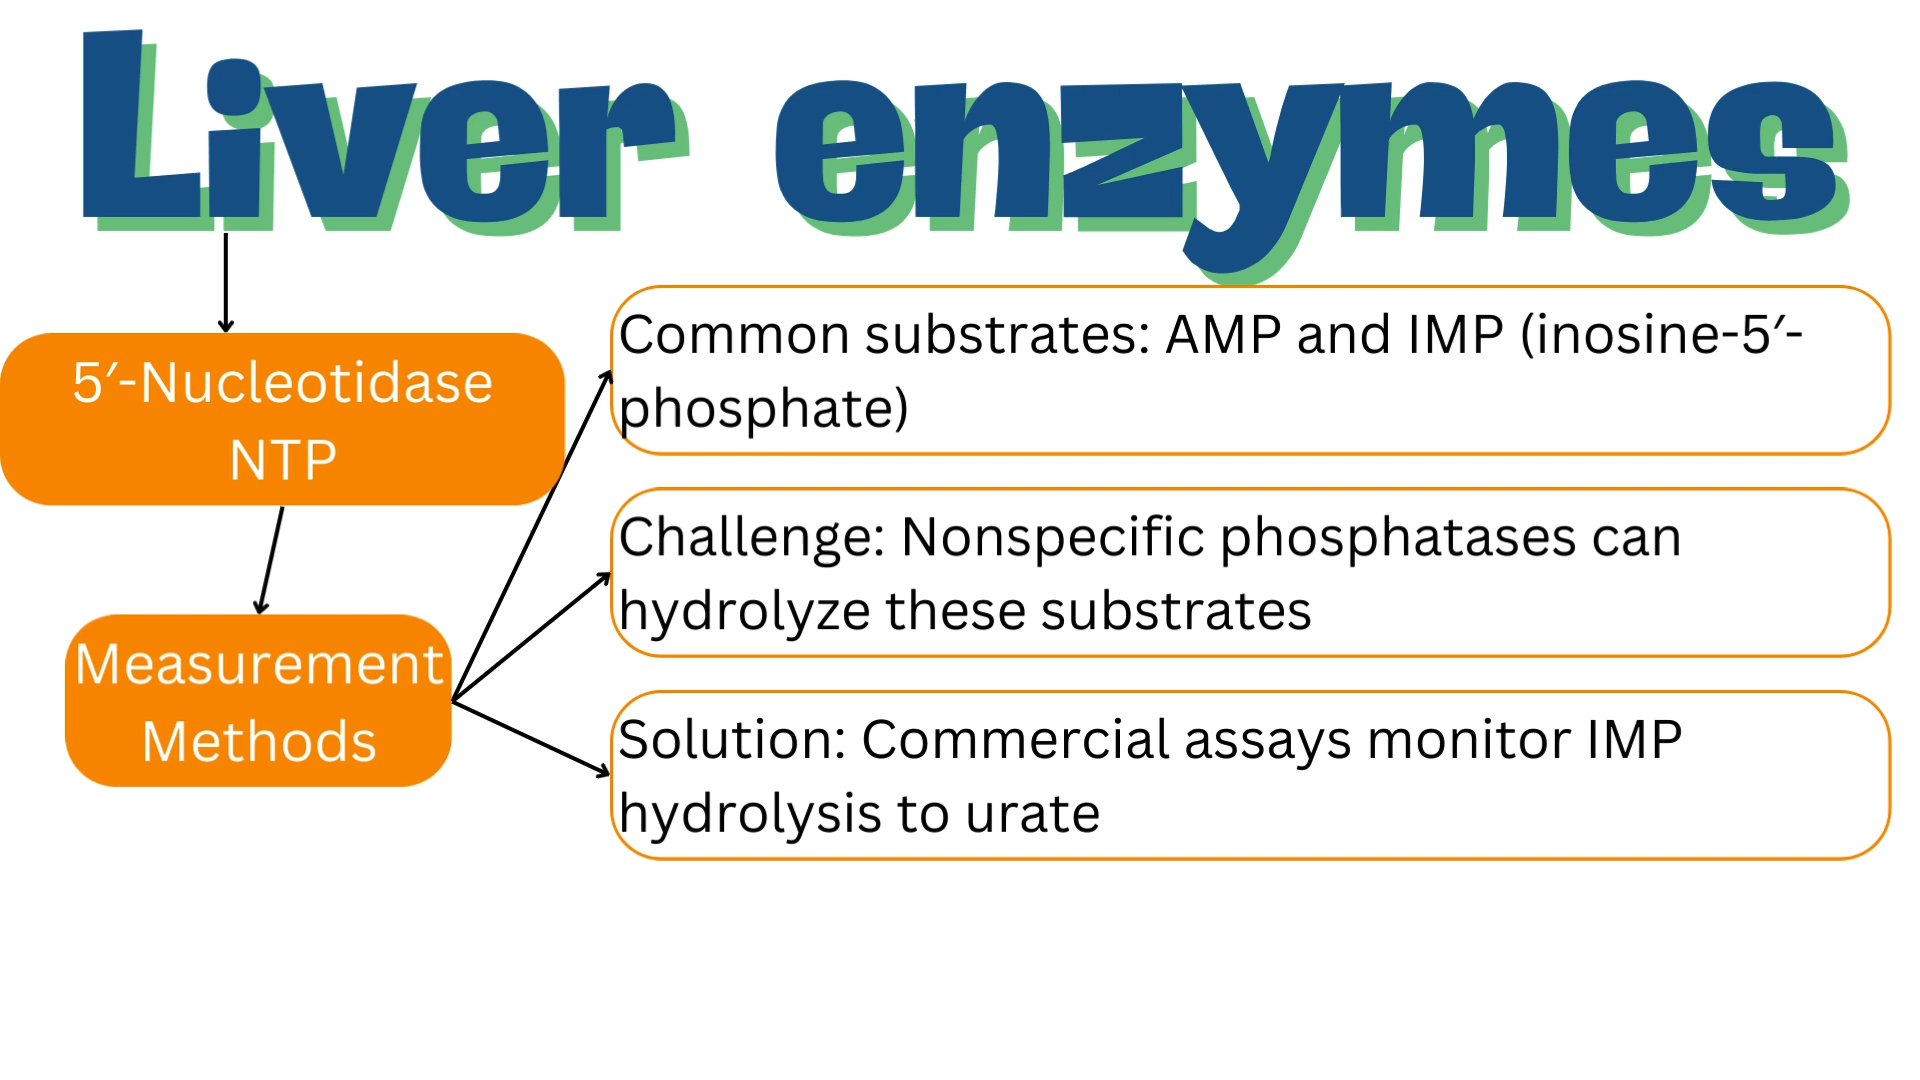 Liver enzymes
5′-Nucleotidase
NTP
Measurement
Methods
Common substrates: AMP and IMP (inosine-5′-
phosphate)
Challenge: Nonspecific phosphatases can
hydrolyze these substrates
Solution: Commercial assays monitor IMP
hydrolysis to urate